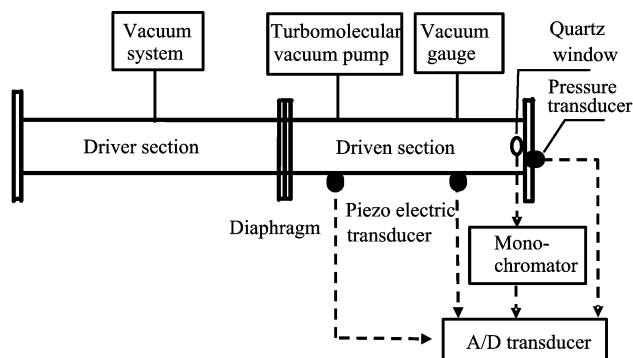 Vacuum
system
Turbomolecular
vacuum pump
Vacuum
gauge
Quartz
window
Pressure
transducer
Driver section
Driven section
Diaphragm
Piezo electric
transducer
Mono-
chromator
A/D transducer